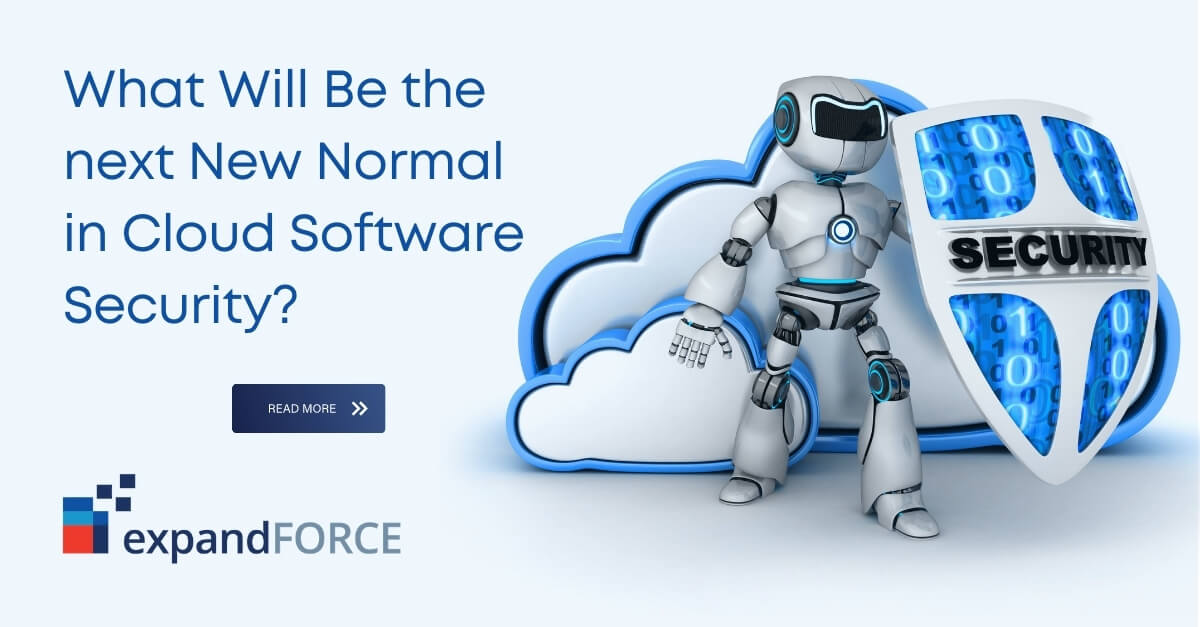 What Will Be the
next New Normal
in Cloud Software
Security?
READ MORE
expandFORCE
SECURITY